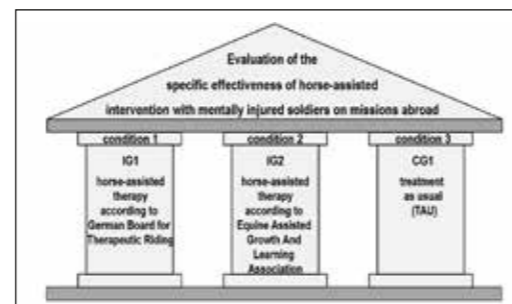 Evaluation of the
specific effectiveness of horse-assisted
intervention with mentally injured soldiers on missions abroad
condition 1
condition 2
condition 3
IG1
horse-assisted
therapy
according to
German Board for
Therapeutic Riding
IG2
horse-assisted
therapy
according to
Equine Assisted
Growth And
Learning
Association
CG1
treatment
as usual
(TAU)